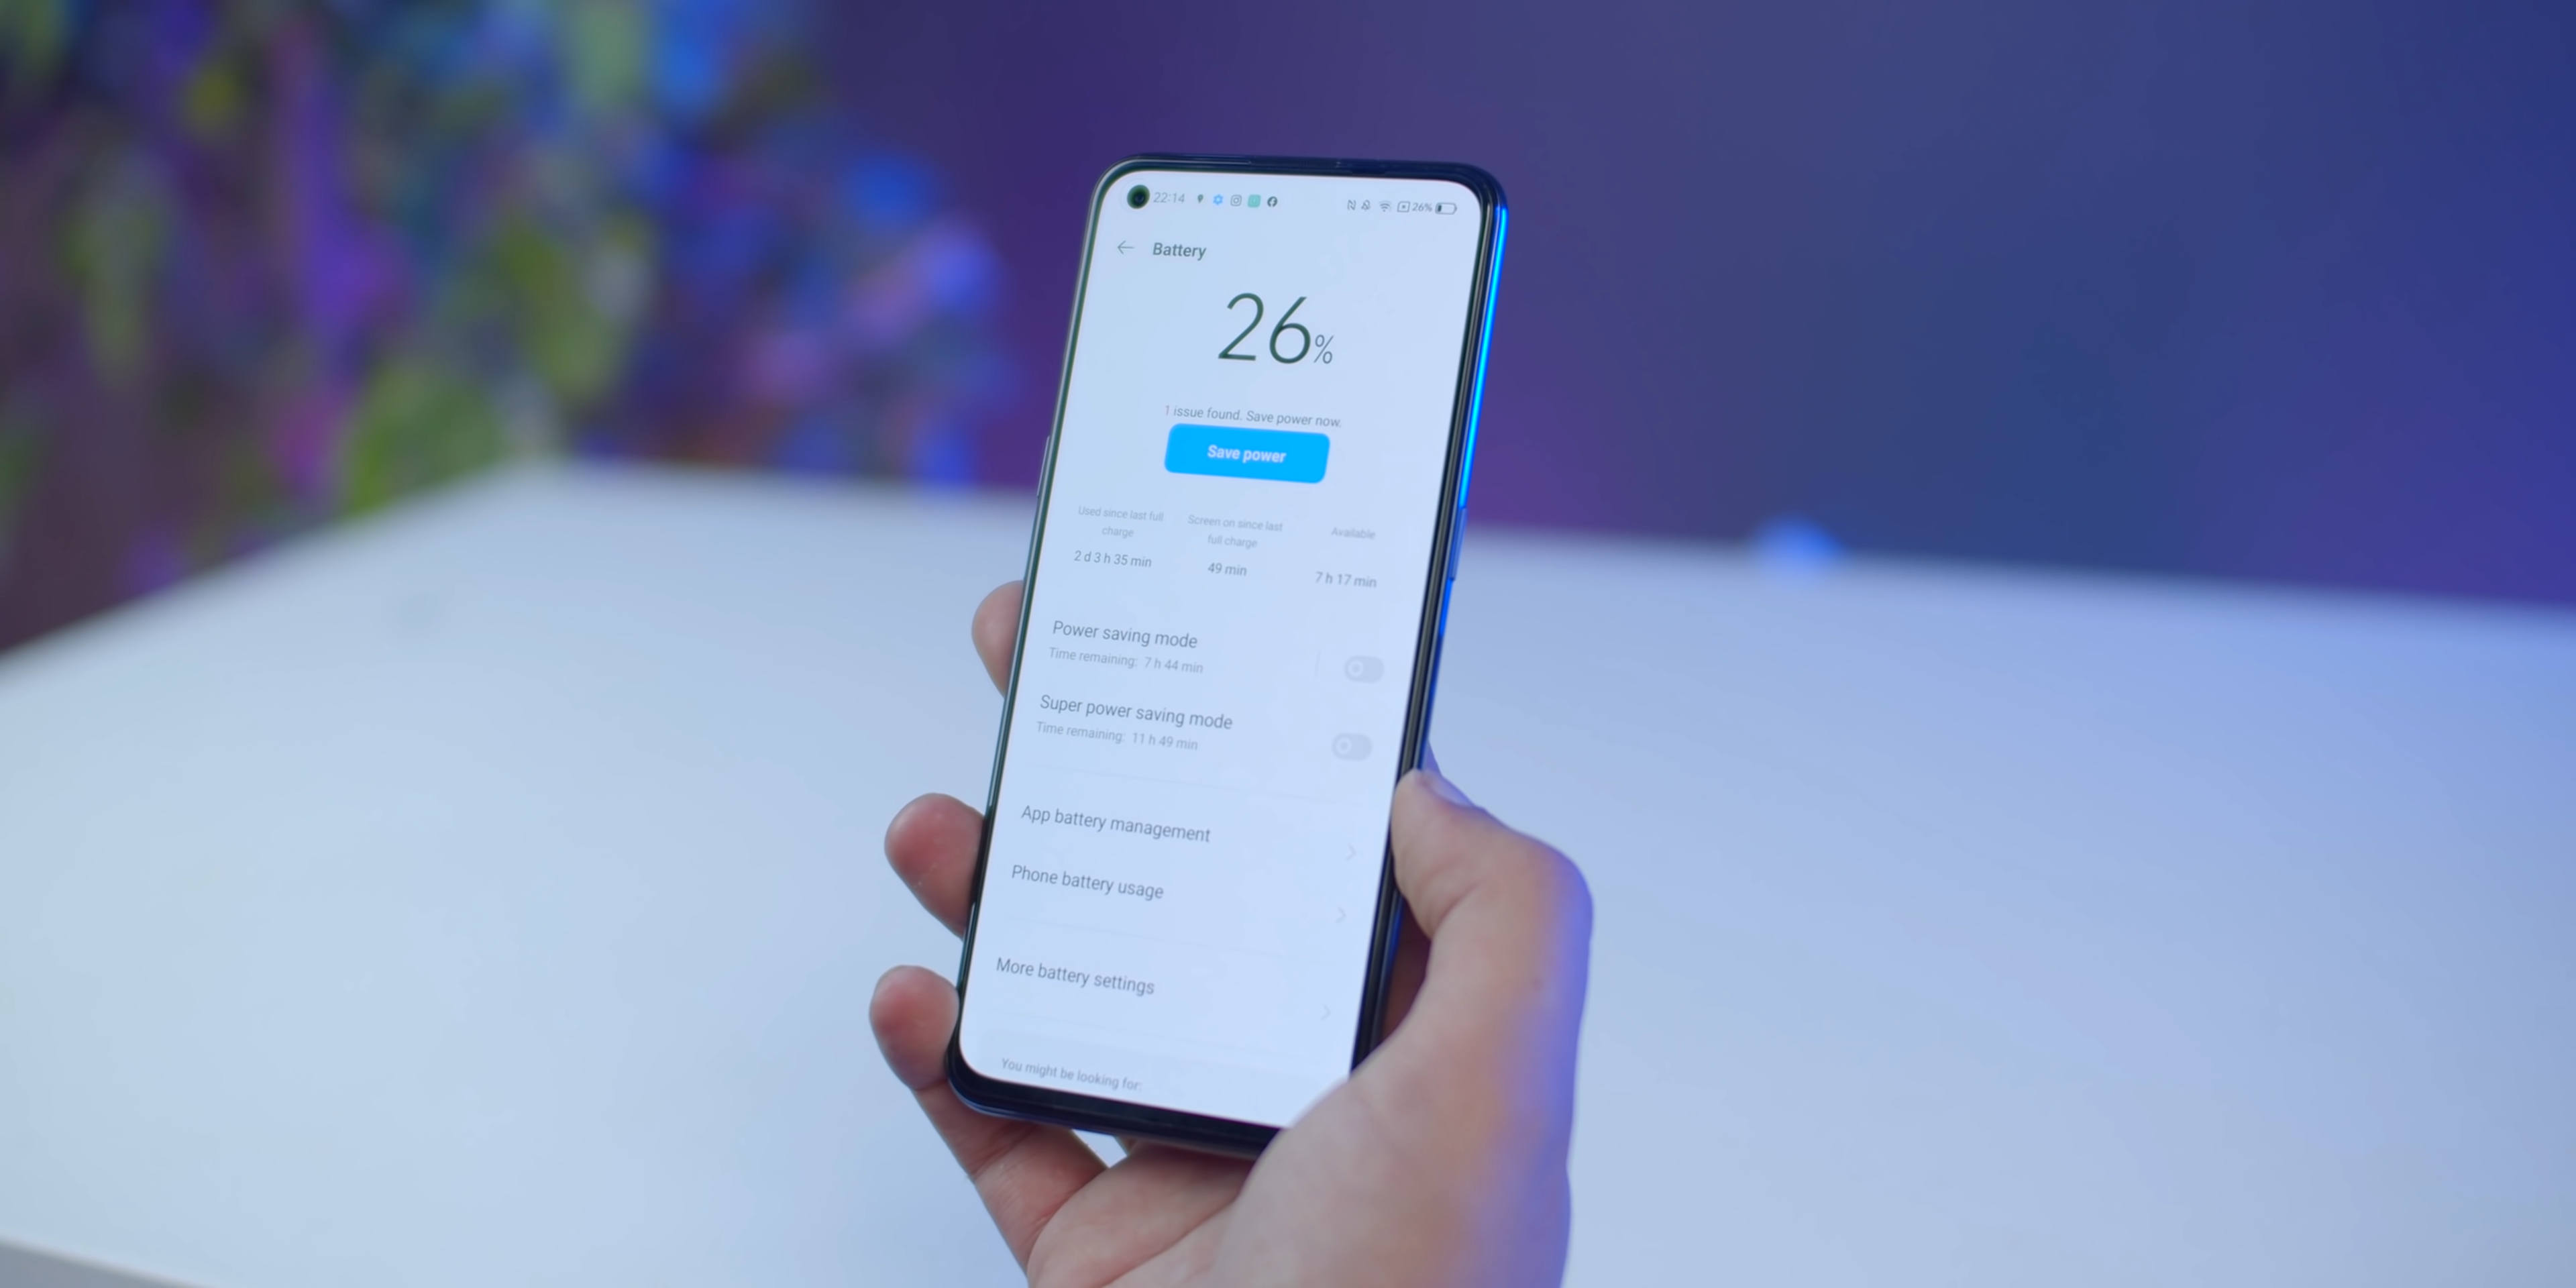 22:14
26%
Battery
26%
1 issue found. Save power now.
Save power
Used since last full
charge
2 d 3 h 35 min
Screen on since last
full charge
49 min
Available
7 h 17 min
Power saving mode
Time remaining: 7 h 44 min
Super power saving mode
Time remaining: 11 h 49 min
App battery management
Phone battery usage
More battery settings
You might be looking for: